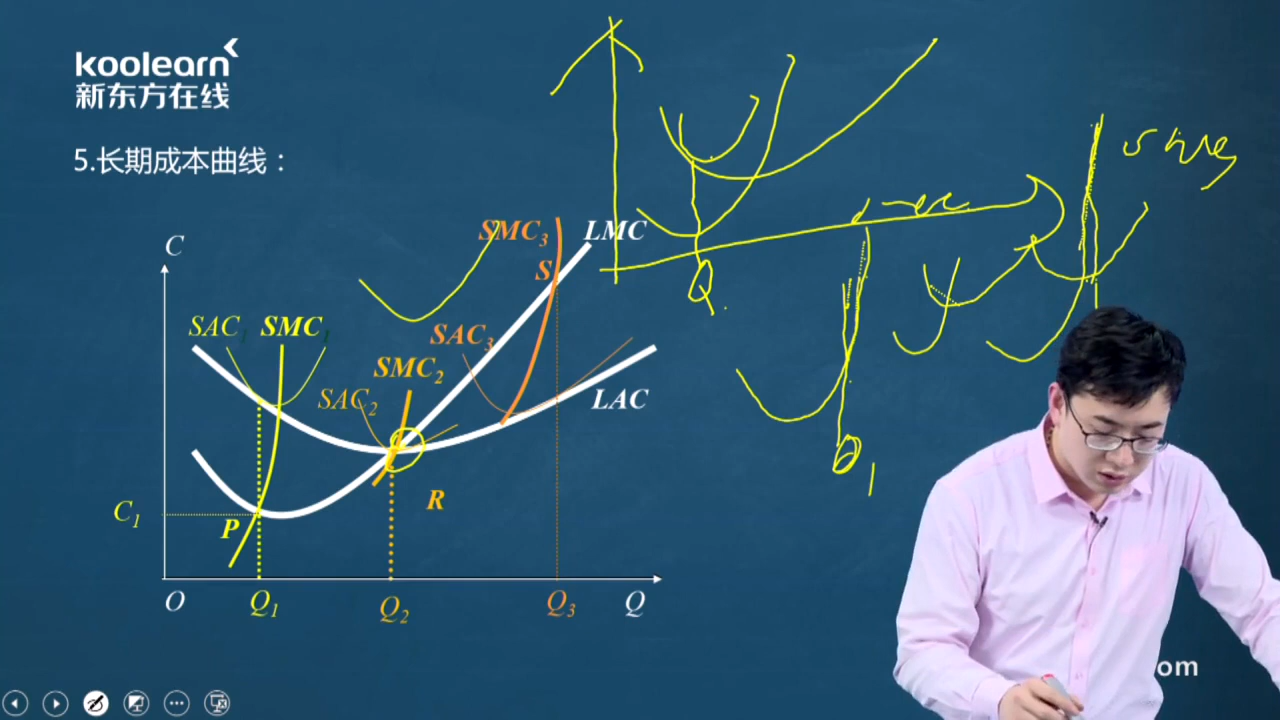 koolearn
新东方在线
5.长期成本曲线：
C
SMC3
LMC
S
SAC1
SMC1
SAC3
SMC2
SAC2
LAC
R
C1
P
O
Q1
Q2
Q3
Q
Q
om